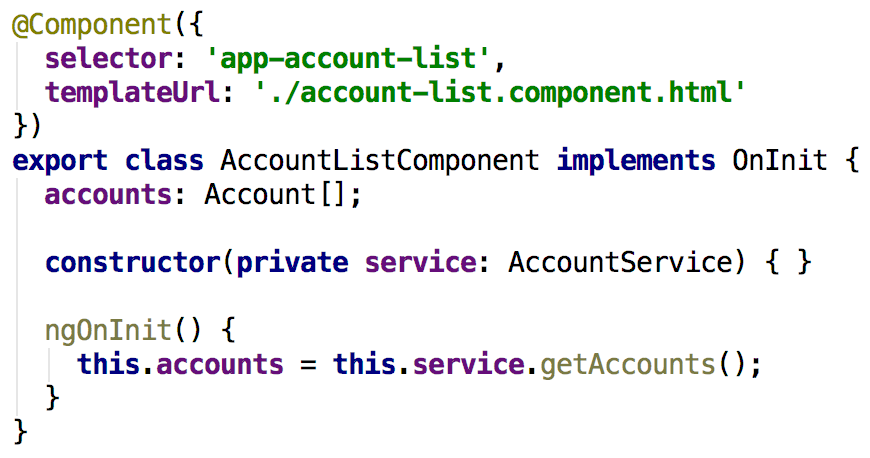 @Component({
  selector: 'app-account-list',
  templateUrl: './account-list.component.html'
})
export class AccountListComponent implements OnInit {
  accounts: Account[];

  constructor(private service: AccountService) { }

  ngOnInit() {
    this.accounts = this.service.getAccounts();
  }
}